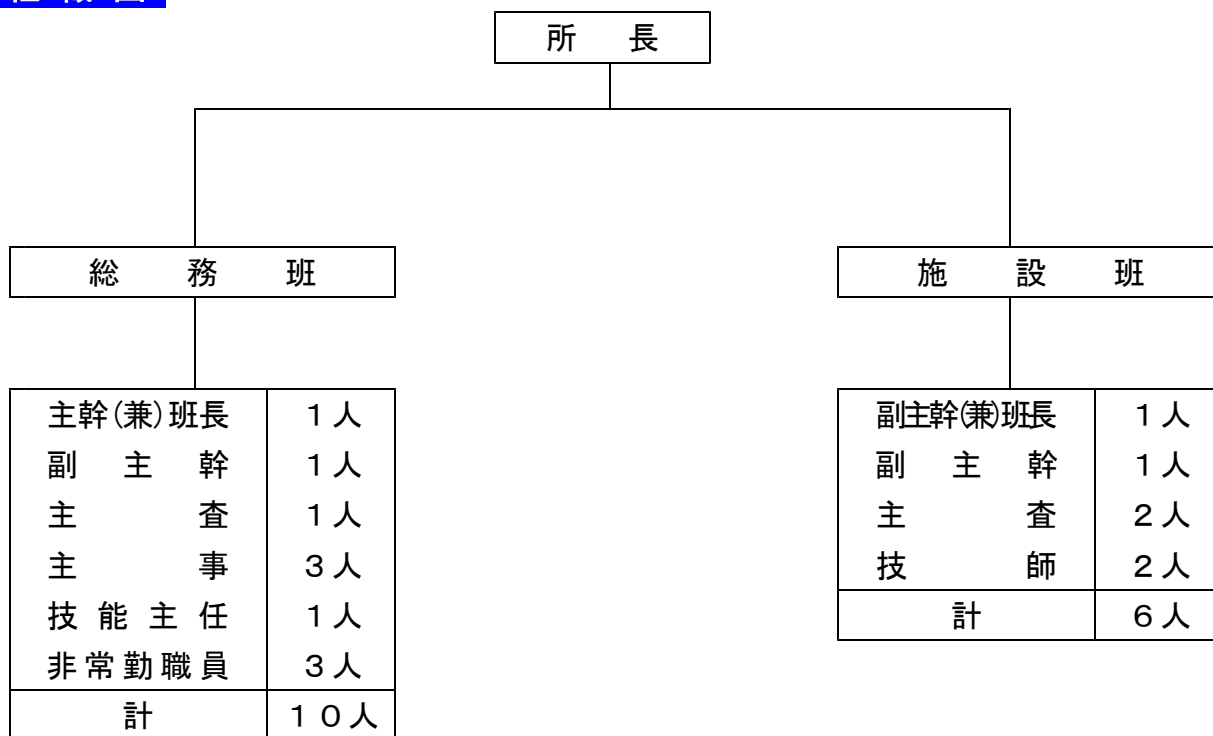 所長
総務班
主幹(兼)班長 1人
副主幹 1人
主査 1人
主事 3人
技能主任 1人
非常勤職員 3人
計 10人
施設班
副主幹(兼)班長 1人
副主幹 1人
主査 2人
技師 2人
計 6人